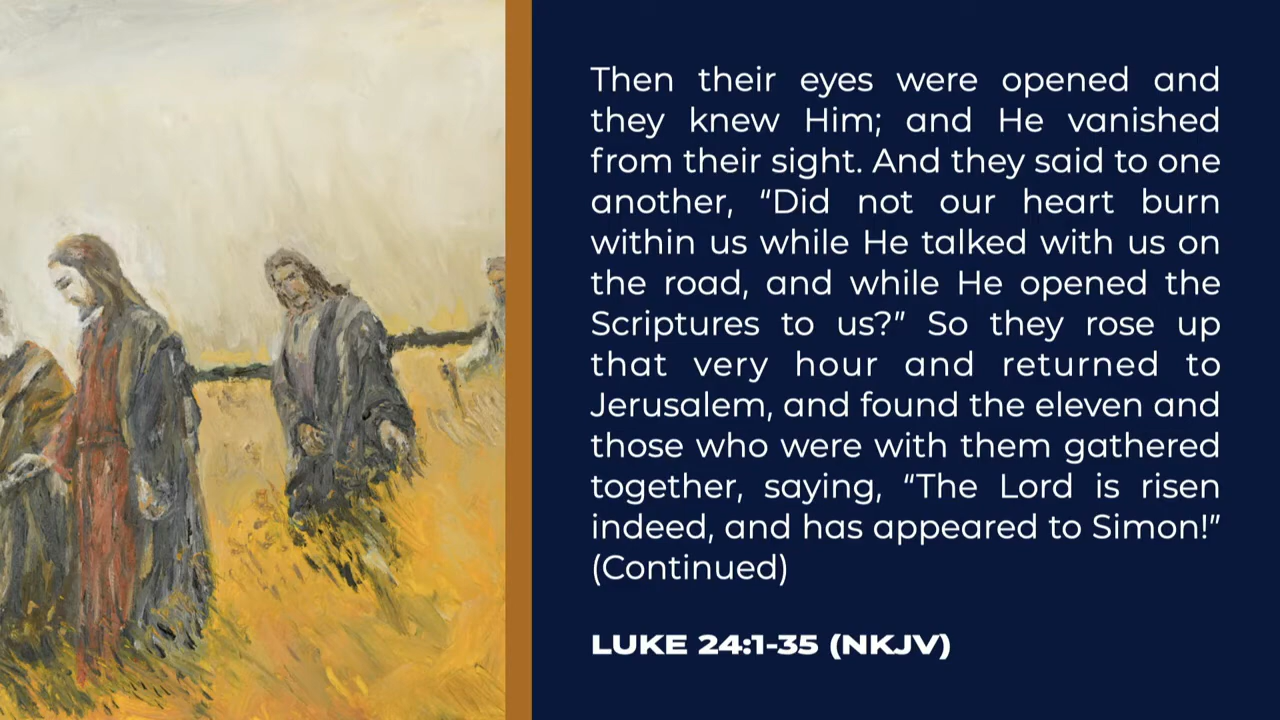 Then their eyes were opened and
they knew Him; and He vanished
from their sight. And they said to one
another, “Did not our heart burn
within us while He talked with us on
the road, and while He opened the
Scriptures to us?” So they rose up
that very hour and returned to
Jerusalem, and found the eleven and
those who were with them gathered
together, saying, “The Lord is risen
indeed, and has appeared to Simon!”
(Continued)
LUKE 24:1-35 (NKJV)